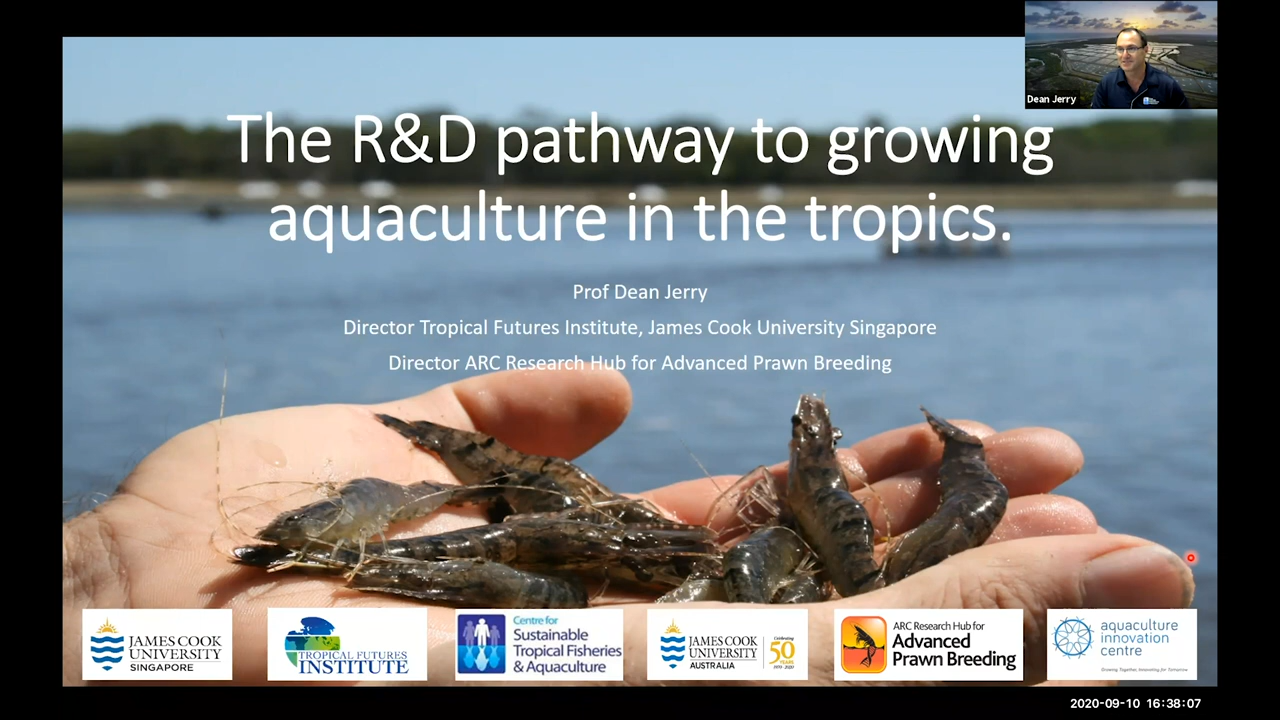 Dean Jerry
The R&D pathway to growing
aquaculture in the tropics.
Prof Dean Jerry
Director Tropical Futures Institute, James Cook University Singapore
Director ARC Research Hub for Advanced Prawn Breeding
JAMES COOK
UNIVERSITY
SINGAPORE
TROPICAL FUTURES
INSTITUTE
Centre for
Sustainable
Tropical Fisheries
& Aquaculture
JAMES COOK
UNIVERSITY
AUSTRALIA
Celebrating
50
YEARS
1970 - 2020
ARC Research Hub for
Advanced
Prawn Breeding
aquaculture
innovation
centre
Growing Together, Innovating for Tomorrow
2020-09-10 16:38:07